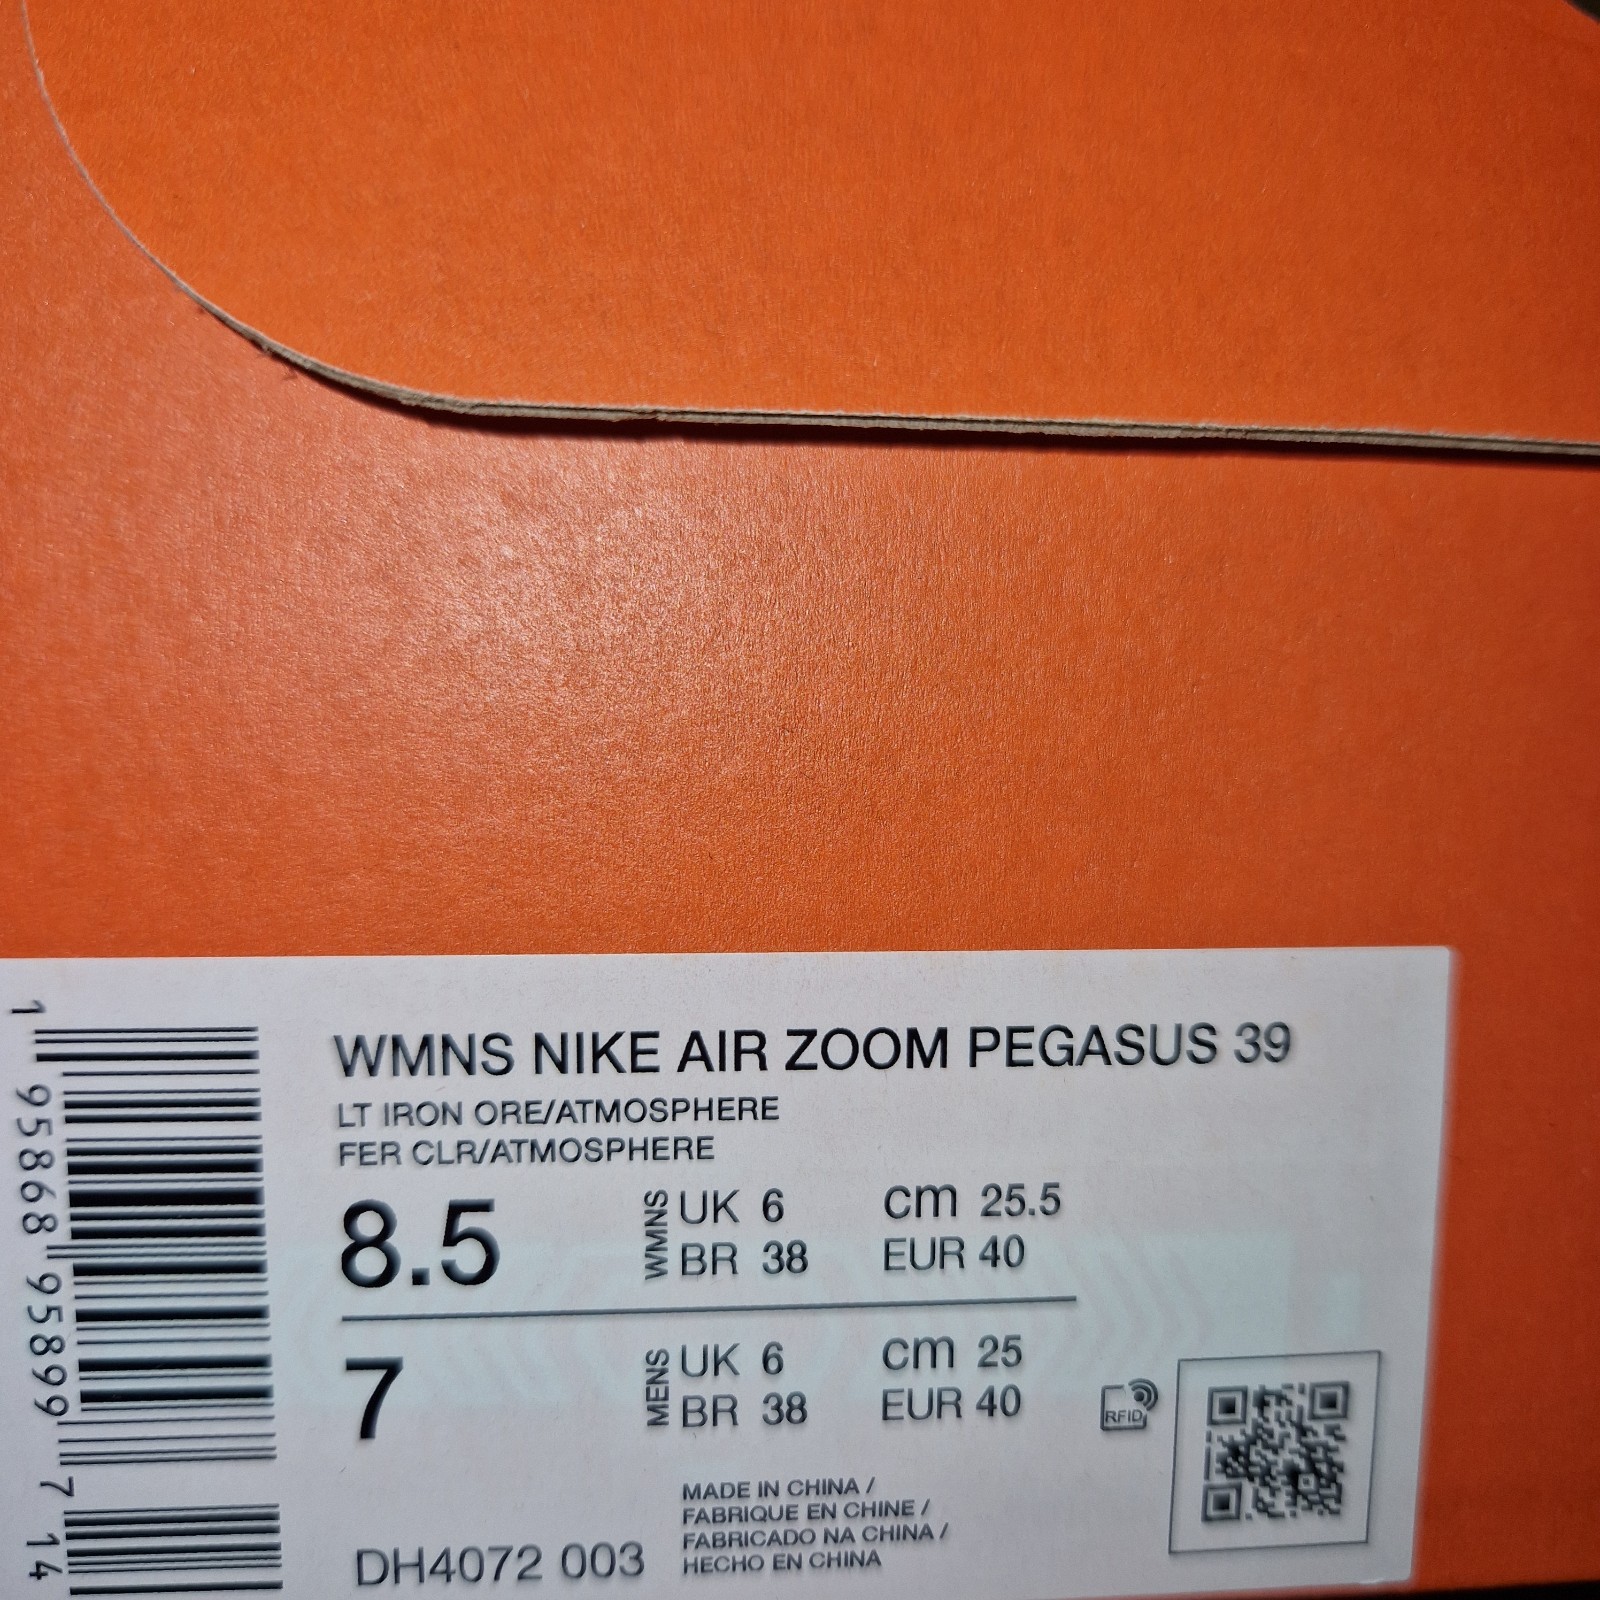 WMNS NIKE AIR ZOOM PEGASUS 39
LT IRON ORE/ATMOSPHERE
FER CLR/ATMOSPHERE
8.5
WMNS
UK 6 cm 25.5
BR 38 EUR 40
7
MENS
UK 6 cm 25
BR 38 EUR 40
RFID
MADE IN CHINA /
FABRIQUE EN CHINE /
FABRICADO NA CHINA /
HECHO EN CHINA
DH4072 003
1 95868 95899 7 14